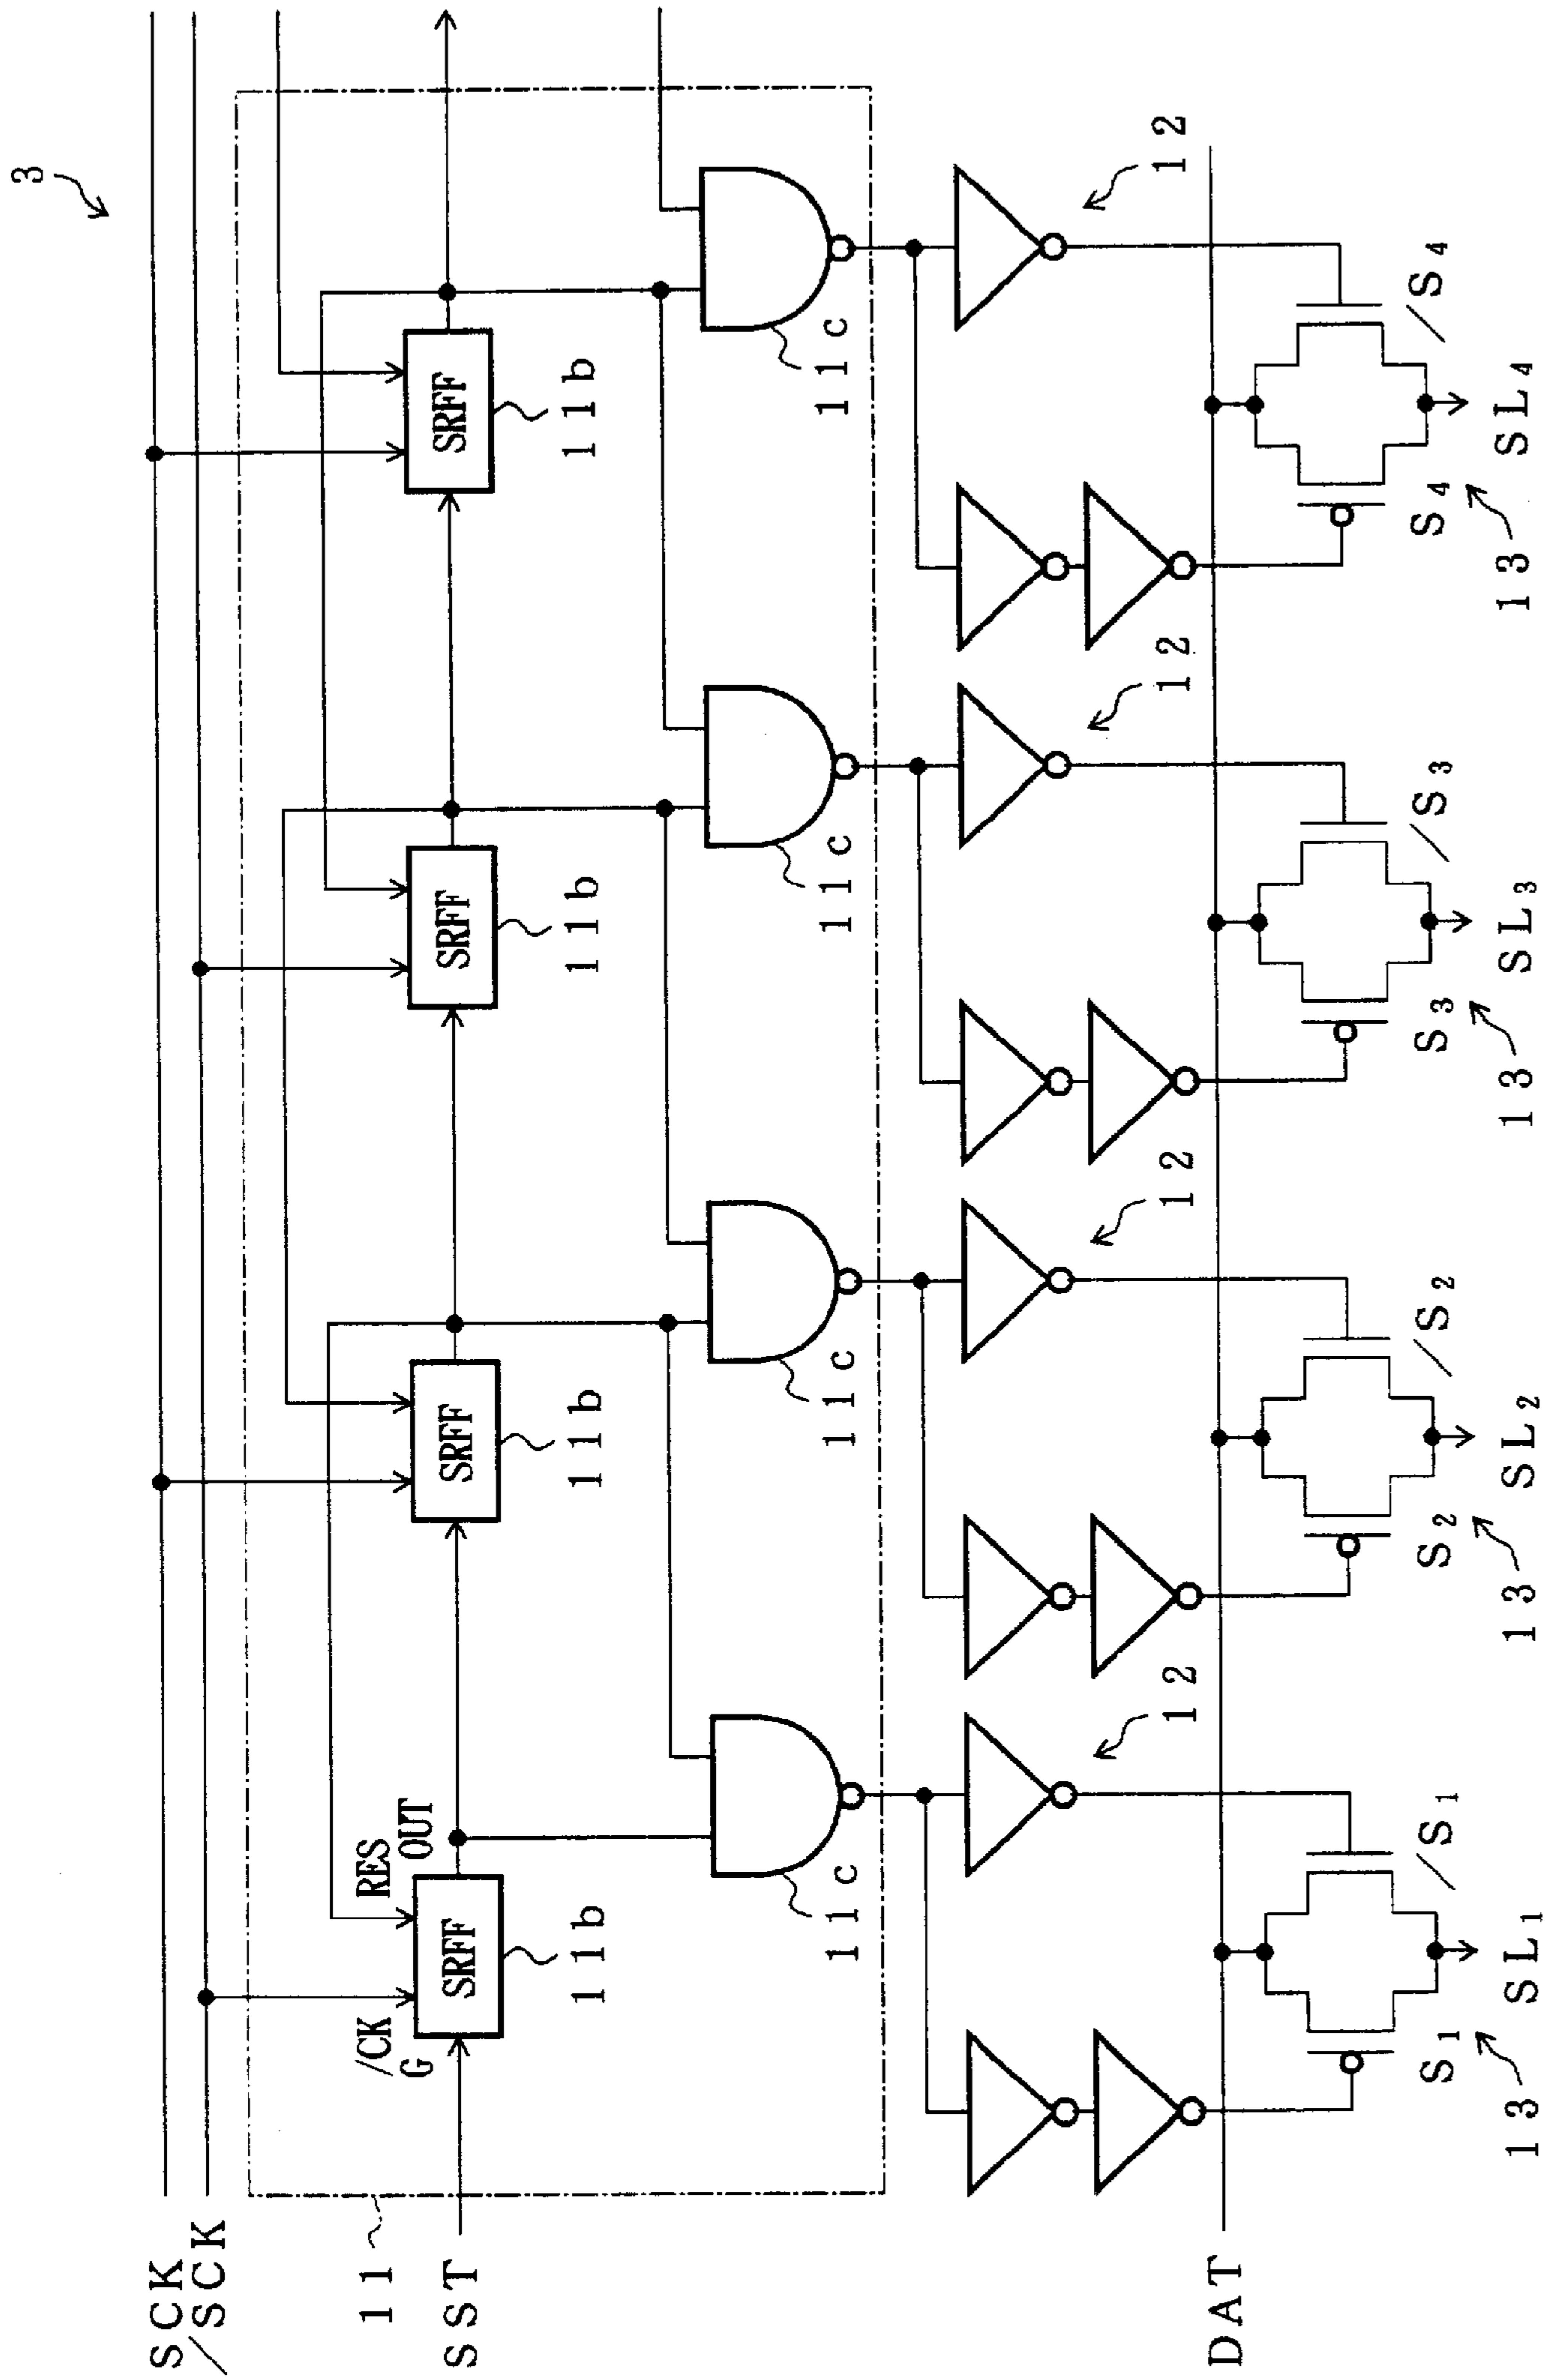 3
SCK
/SCK
11
SST
/CK
G
RES
OUT
SRFF
SRFF
SRFF
SRFF
11b
11b
11b
11b
11c
11c
11c
11c
12
12
12
12
DAT
S1
/S1
S2
/S2
S3
/S3
S4
/S4
13
SL1
13
SL2
13
SL3
13
SL4